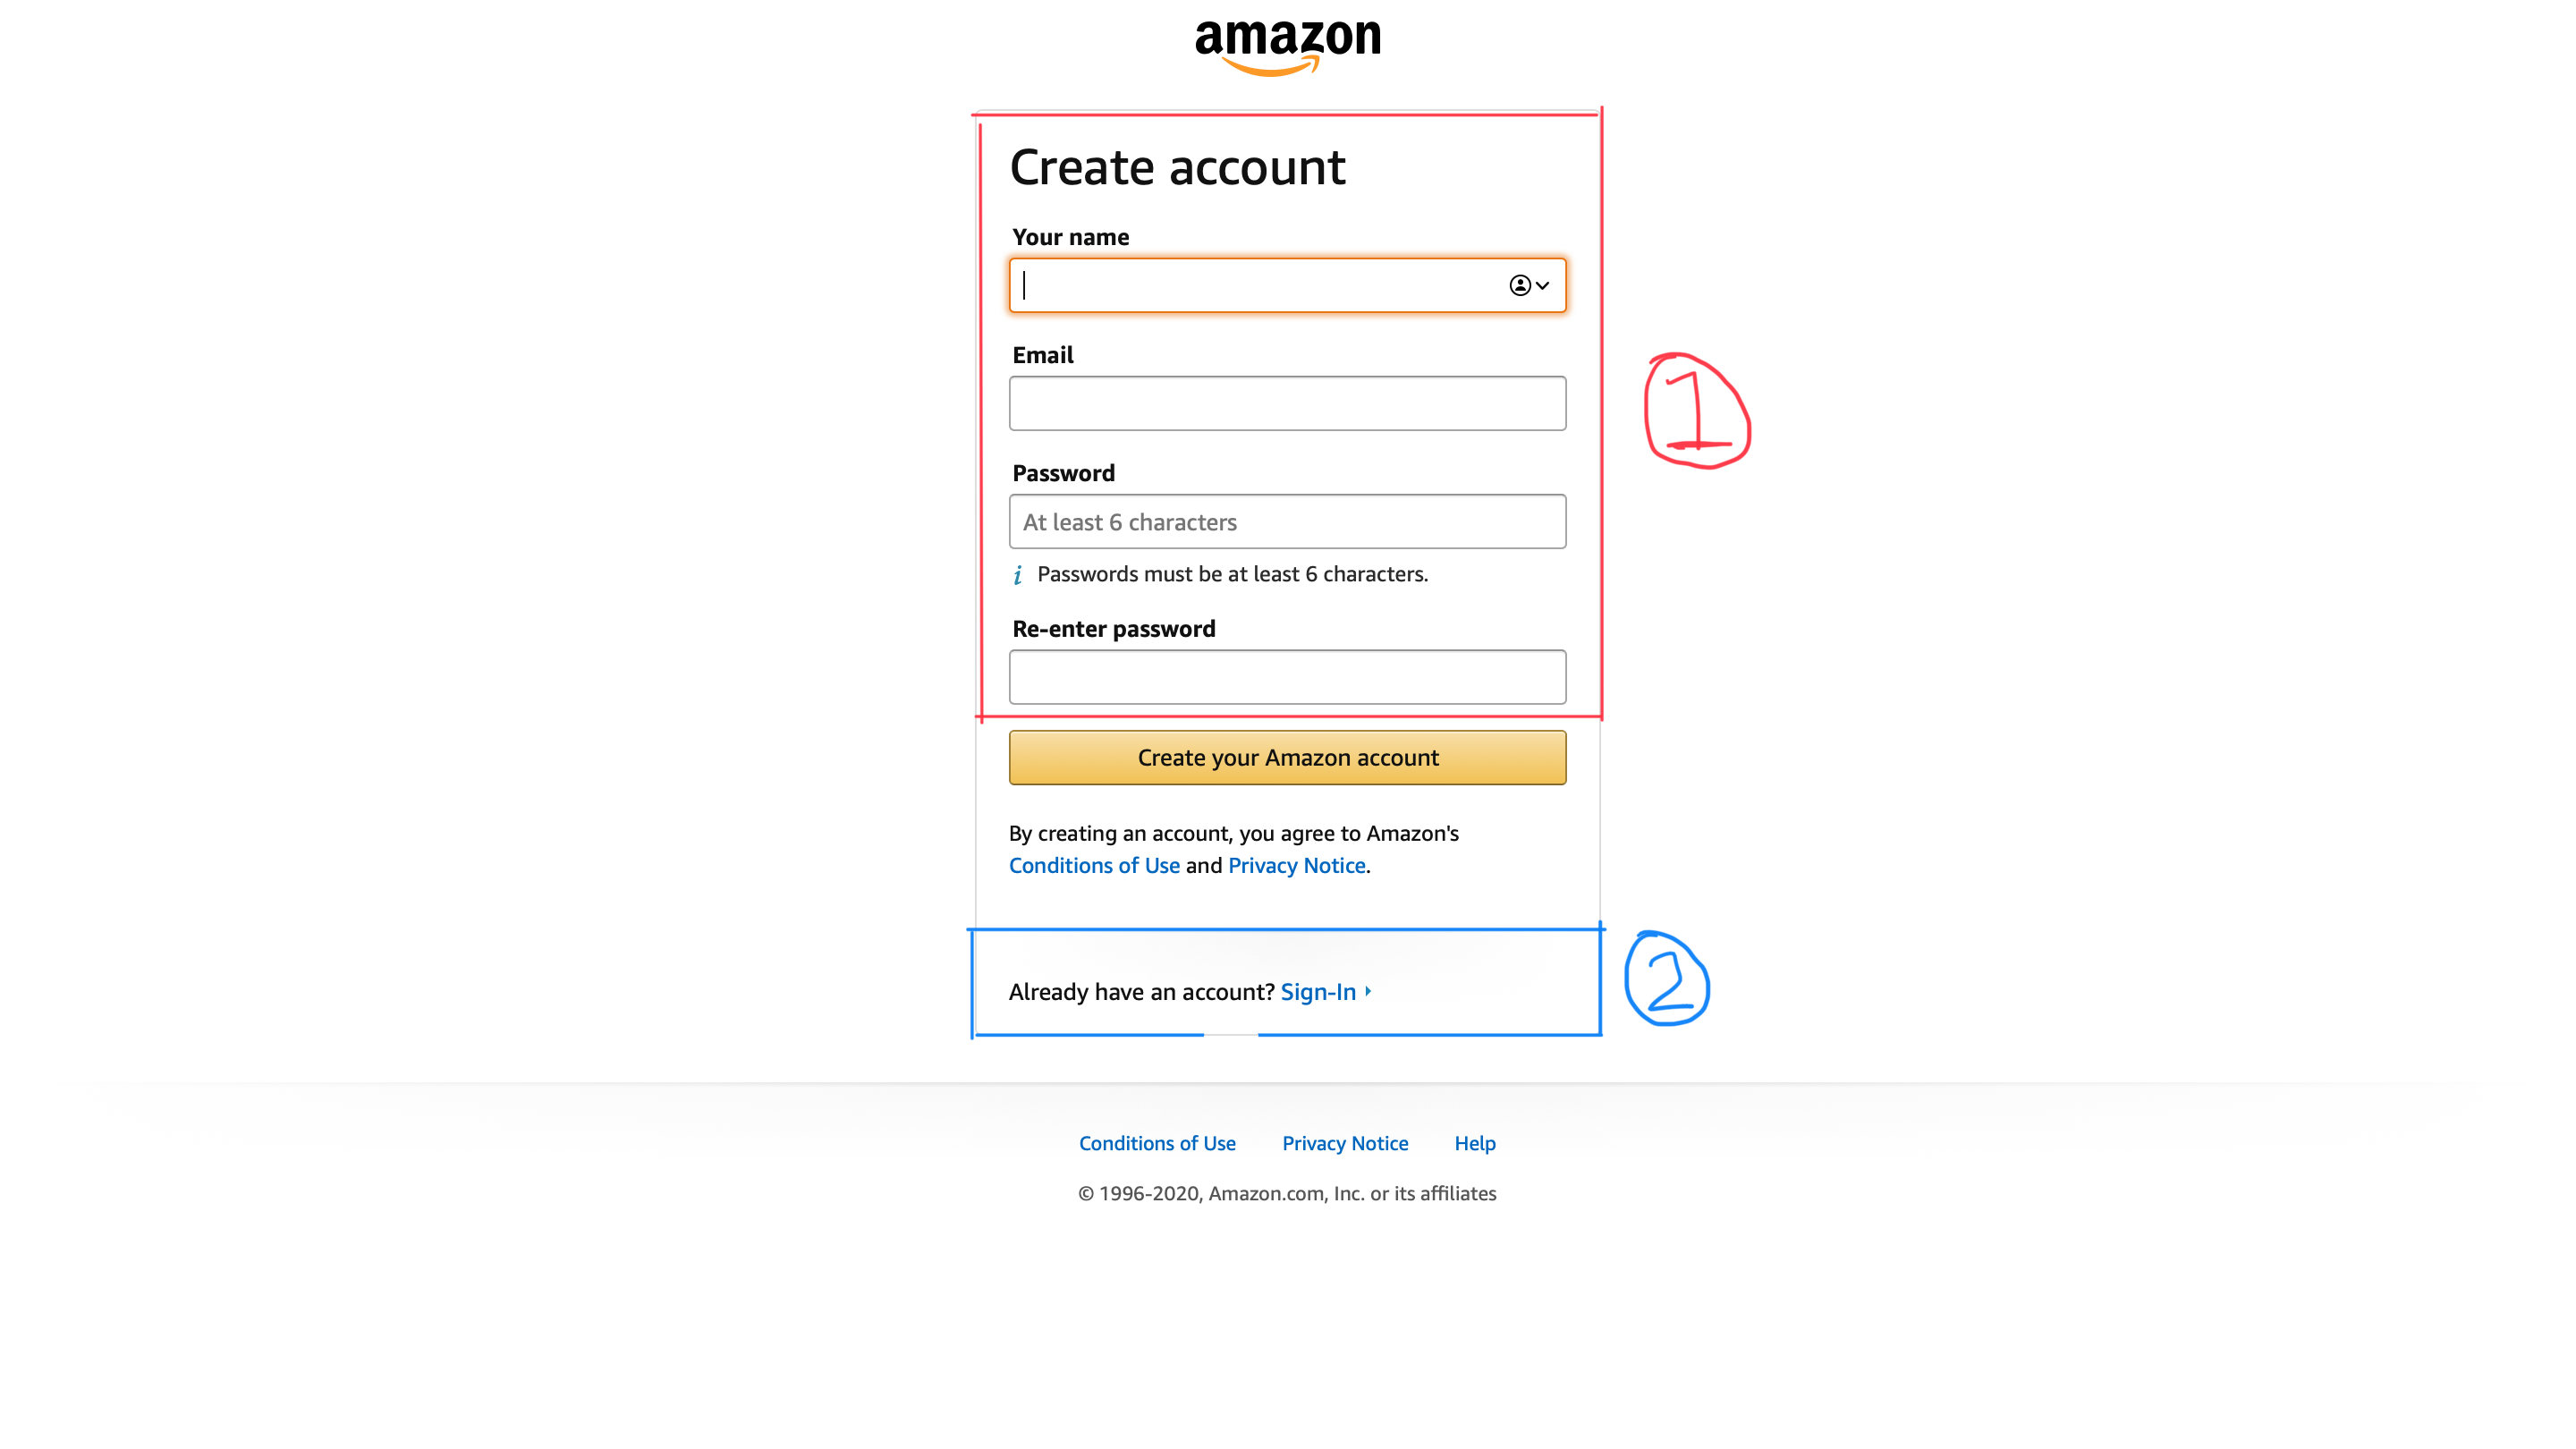 amazon
Create account
Your name
Email
1
Password
At least 6 characters
i Passwords must be at least 6 characters.
Re-enter password
Create your Amazon account
By creating an account, you agree to Amazon's
Conditions of Use and Privacy Notice.
Already have an account? Sign-In
2
Conditions of Use Privacy Notice Help
© 1996-2020, Amazon.com, Inc. or its affiliates